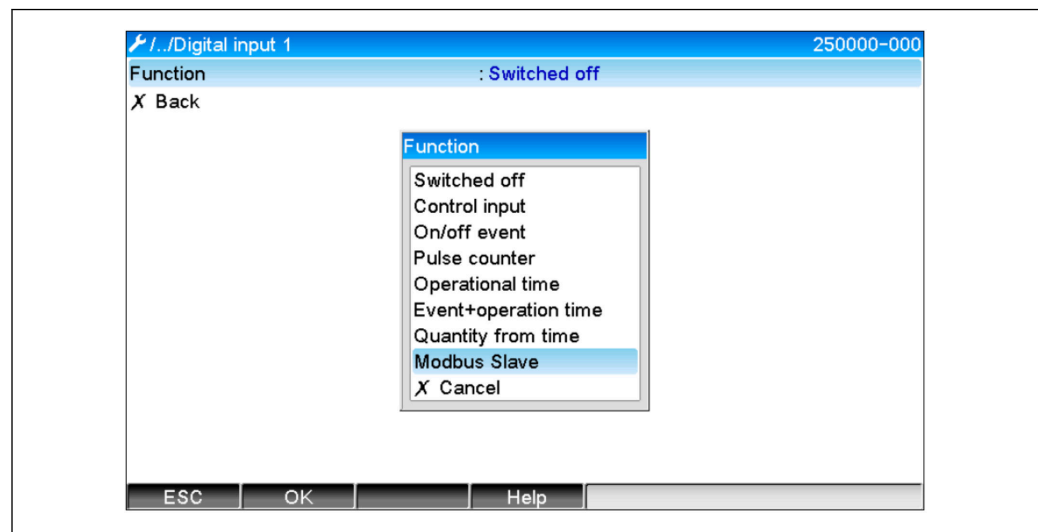 /../Digital input 1 250000-000
Function : Switched off
X Back
Function
Switched off
Control input
On/off event
Pulse counter
Operational time
Event+operation time
Quantity from time
Modbus Slave
X Cancel
ESC OK Help